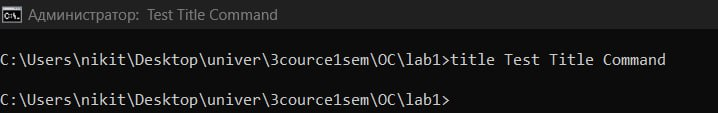 Администратор: Test Title Command
C:\Users\nikit\Desktop\univer\3cource1sem\OC\lab1>title Test Title Command
C:\Users\nikit\Desktop\univer\3cource1sem\OC\lab1>